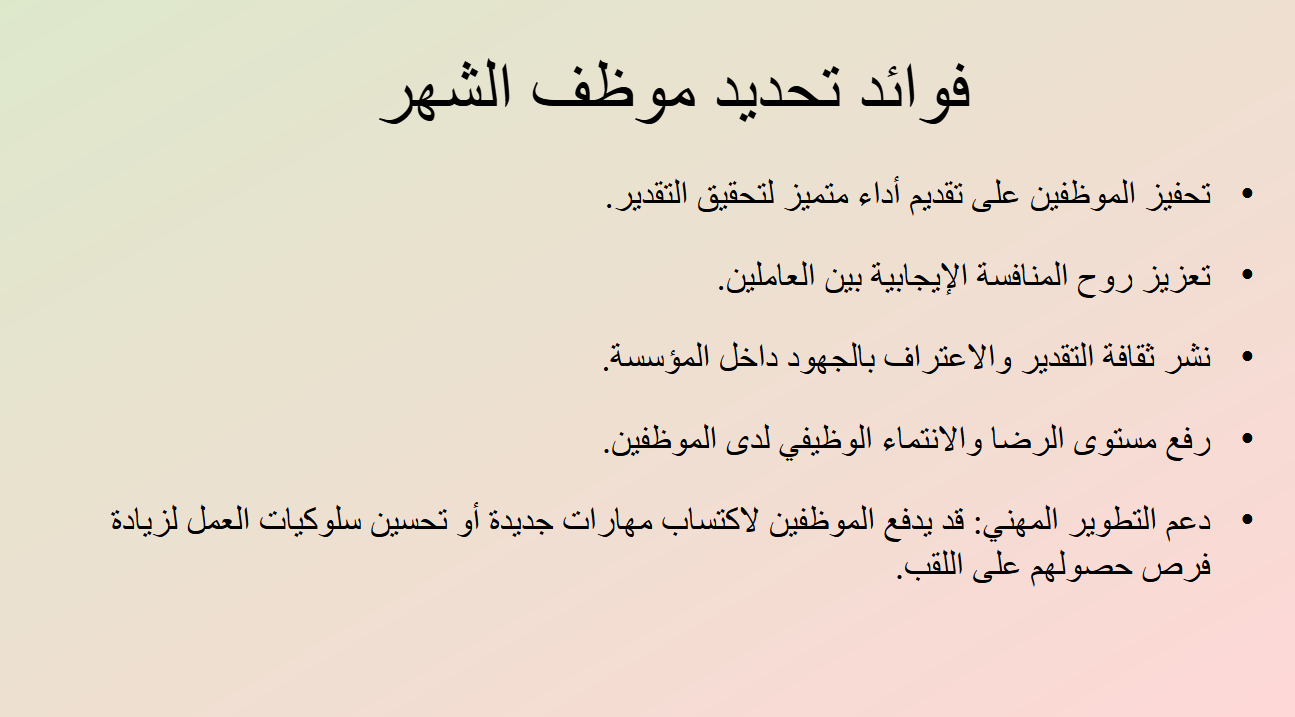 فوائد تحديد موظف الشهر
• تحفيز الموظفين على تقديم أداء متميز لتحقيق التقدير.
• تعزيز روح المنافسة الإيجابية بين العاملين.
• نشر ثقافة التقدير والاعتراف بالجهود داخل المؤسسة.
• رفع مستوى الرضا والانتماء الوظيفي لدى الموظفين.
• دعم التطوير المهني: قد يدفع الموظفين لاكتساب مهارات جديدة أو تحسين سلوكيات العمل لزيادة
فرص حصولهم على اللقب.